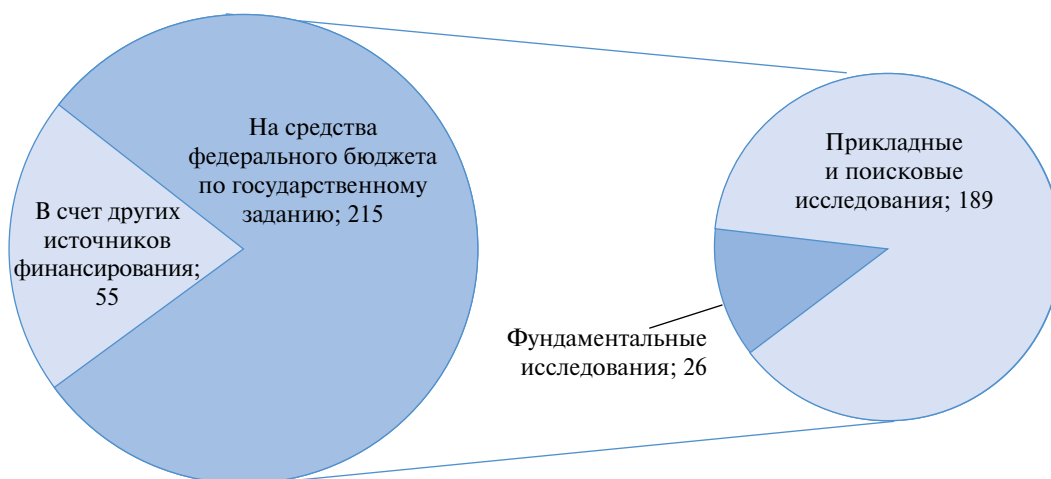 На средства
федерального бюджета
по государственному
заданию; 215
В счет других
источников
финансирования;
55
Прикладные
и поисковые
исследования; 189
Фундаментальные
исследования; 26